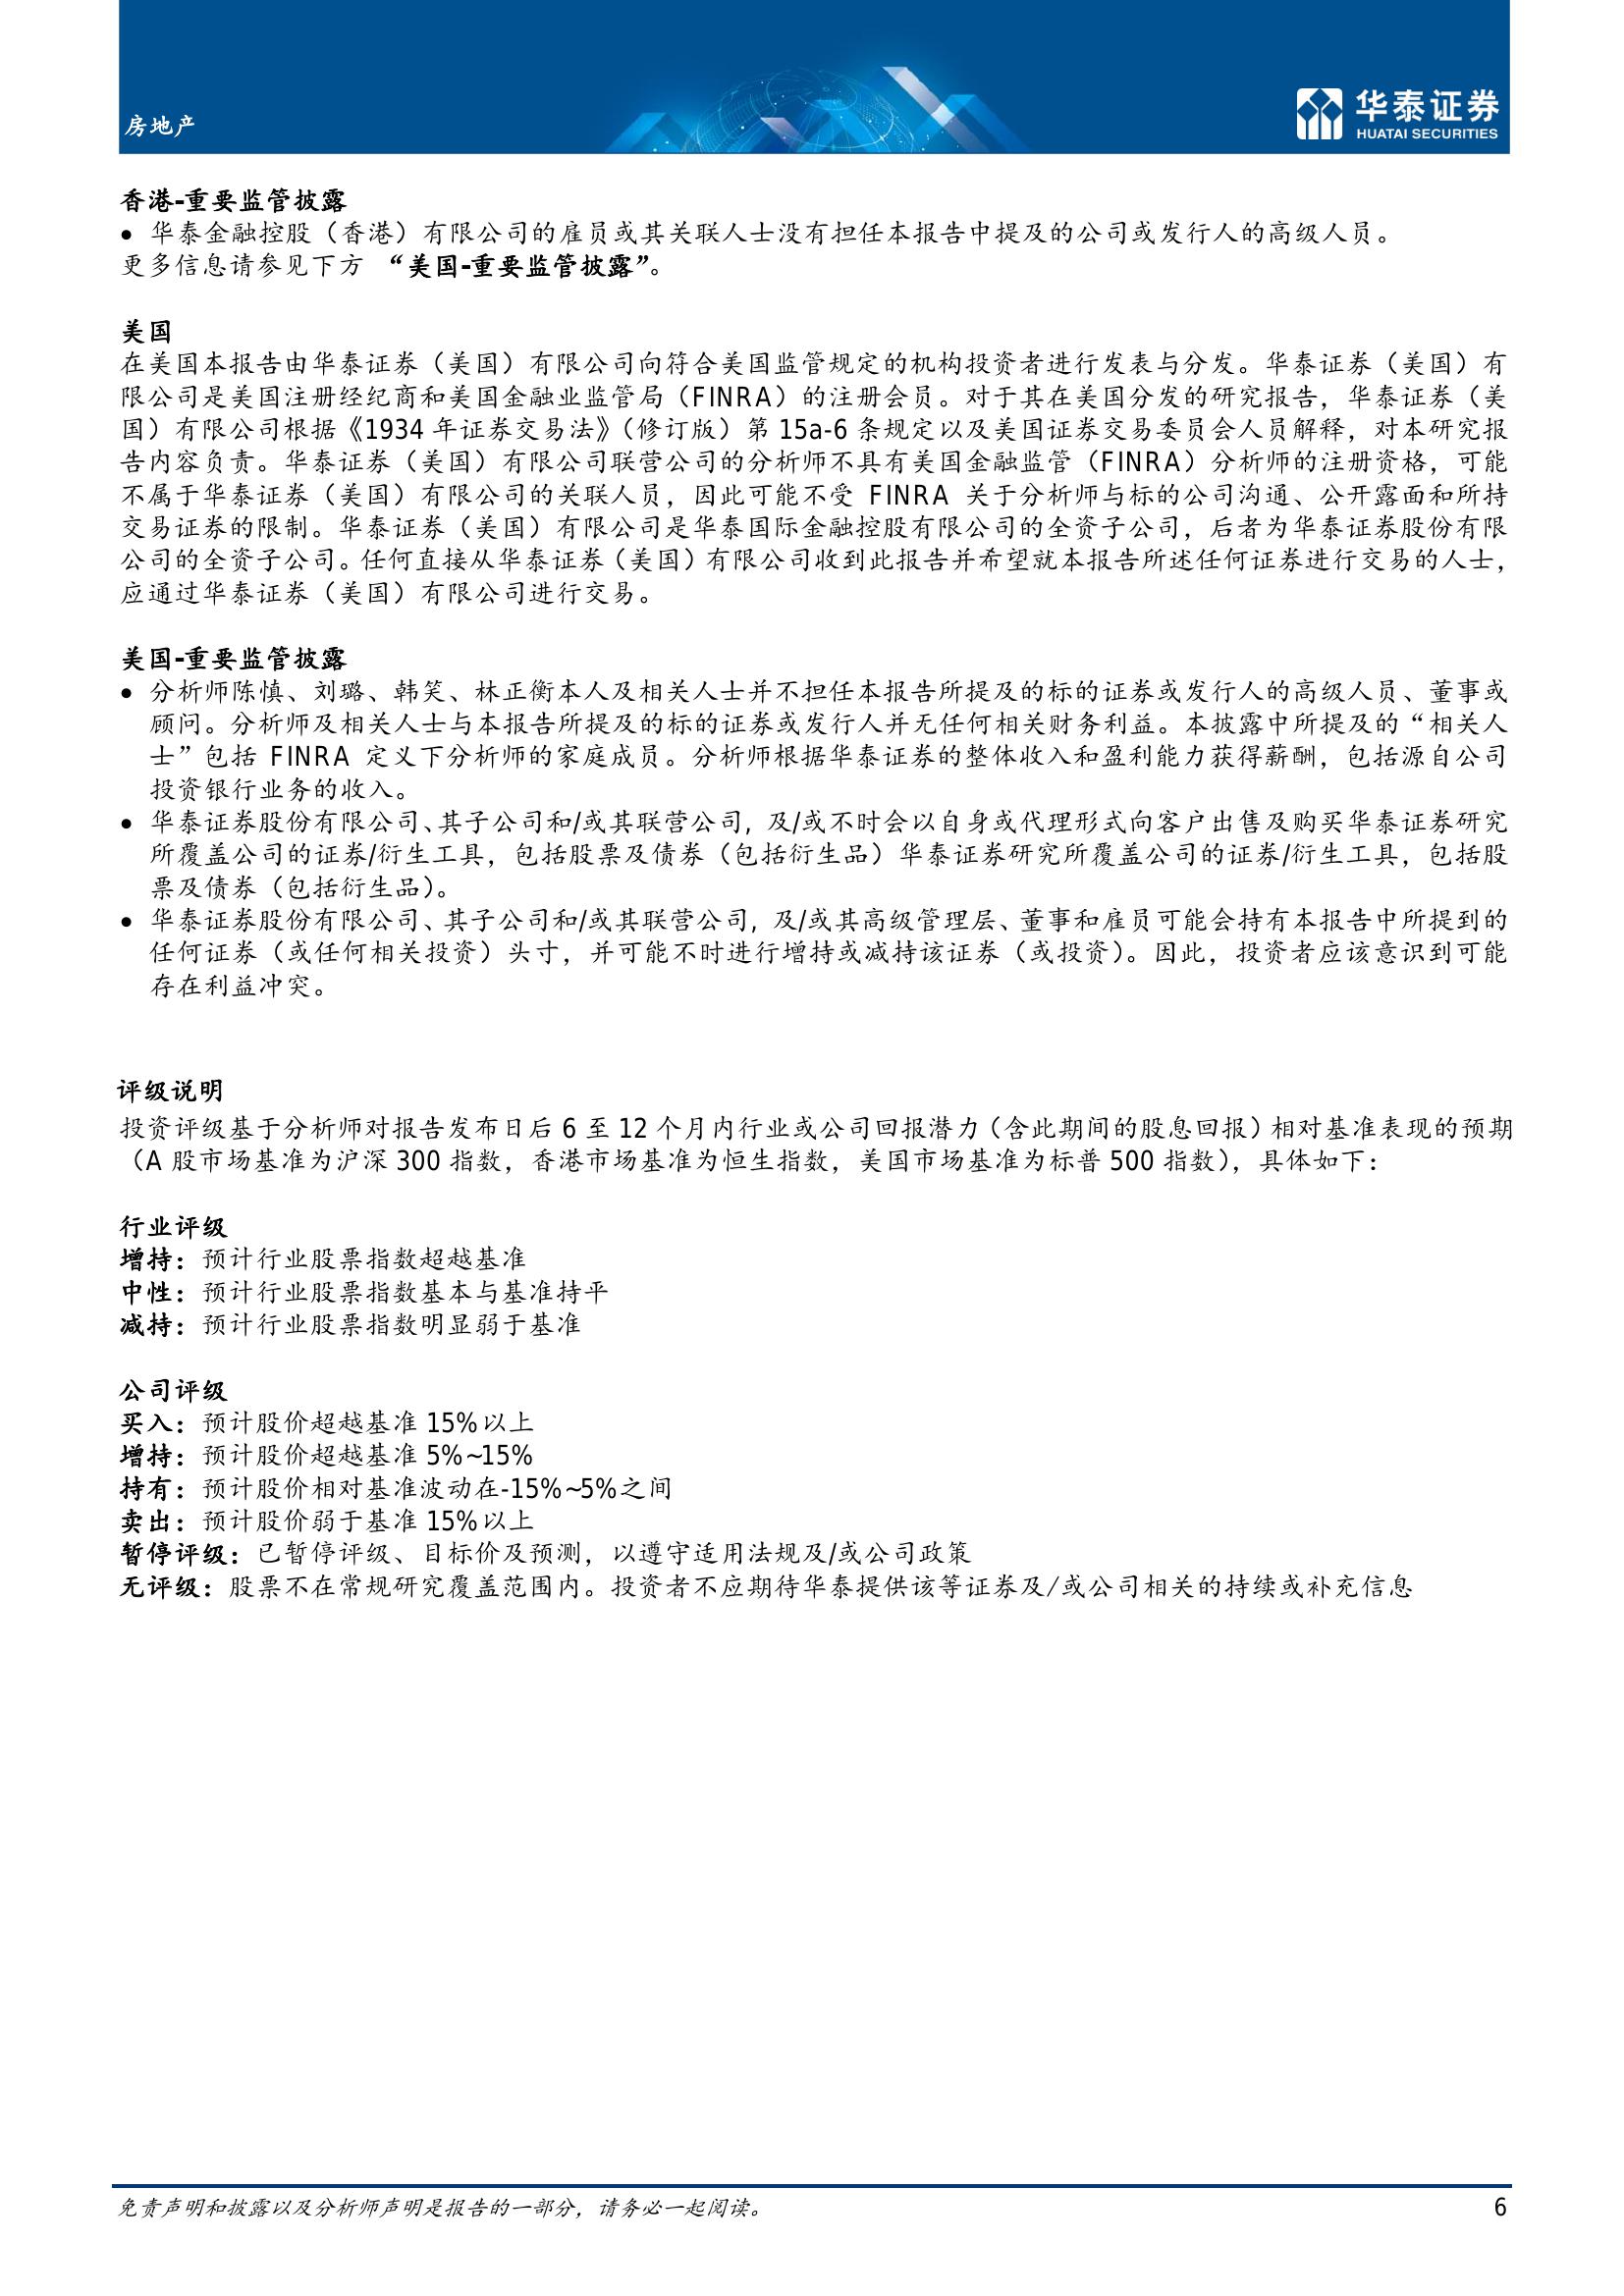 房地产
华泰证券
HUATAI SECURITIES
香港-重要监管披露
• 华泰金融控股（香港）有限公司的雇员或其关联人士没有担任本报告中提及的公司或发行人的高级人员。
更多信息请参见下方 “美国-重要监管披露”。
美国
在美国本报告由华泰证券（美国）有限公司向符合美国监管规定的机构投资者进行发表与分发。华泰证券（美国）有
限公司是美国注册经纪商和美国金融业监管局（FINRA）的注册会员。对于其在美国分发的研究报告，华泰证券（美
国）有限公司根据《1934 年证券交易法》（修订版）第 15a-6 条规定以及美国证券交易委员会人员解释，对本研究报
告内容负责。华泰证券（美国）有限公司联营公司的分析师不具有美国金融监管（FINRA）分析师的注册资格，可能
不属于华泰证券（美国）有限公司的关联人员，因此可能不受 FINRA 关于分析师与标的公司沟通、公开露面和所持
交易证券的限制。华泰证券（美国）有限公司是华泰国际金融控股有限公司的全资子公司，后者为华泰证券股份有限
公司的全资子公司。任何直接从华泰证券（美国）有限公司收到此报告并希望就本报告所述任何证券进行交易的人士，
应通过华泰证券（美国）有限公司进行交易。
美国-重要监管披露
• 分析师陈慎、刘璐、韩笑、林正衡本人及相关人士并不担任本报告所提及的标的证券或发行人的高级人员、董事或
顾问。分析师及相关人士与本报告所提及的标的证券或发行人并无任何相关财务利益。本披露中所提及的“相关人
士”包括 FINRA 定义下分析师的家庭成员。分析师根据华泰证券的整体收入和盈利能力获得薪酬，包括源自公司
投资银行业务的收入。
• 华泰证券股份有限公司、其子公司和/或其联营公司, 及/或不时会以自身或代理形式向客户出售及购买华泰证券研究
所覆盖公司的证券/衍生工具，包括股票及债券（包括衍生品）华泰证券研究所覆盖公司的证券/衍生工具，包括股
票及债券（包括衍生品）。
• 华泰证券股份有限公司、其子公司和/或其联营公司, 及/或其高级管理层、董事和雇员可能会持有本报告中所提到的
任何证券（或任何相关投资）头寸，并可能不时进行增持或减持该证券（或投资）。因此，投资者应该意识到可能
存在利益冲突。
评级说明
投资评级基于分析师对报告发布日后 6 至 12 个月内行业或公司回报潜力（含此期间的股息回报）相对基准表现的预期
（A 股市场基准为沪深 300 指数，香港市场基准为恒生指数，美国市场基准为标普 500 指数），具体如下：
行业评级
增持：预计行业股票指数超越基准
中性：预计行业股票指数基本与基准持平
减持：预计行业股票指数明显弱于基准
公司评级
买入：预计股价超越基准 15%以上
增持：预计股价超越基准 5%~15%
持有：预计股价相对基准波动在-15%~5%之间
卖出：预计股价弱于基准 15%以上
暂停评级：已暂停评级、目标价及预测，以遵守适用法规及/或公司政策
无评级：股票不在常规研究覆盖范围内。投资者不应期待华泰提供该等证券及/或公司相关的持续或补充信息
免责声明和披露以及分析师声明是报告的一部分，请务必一起阅读。
6